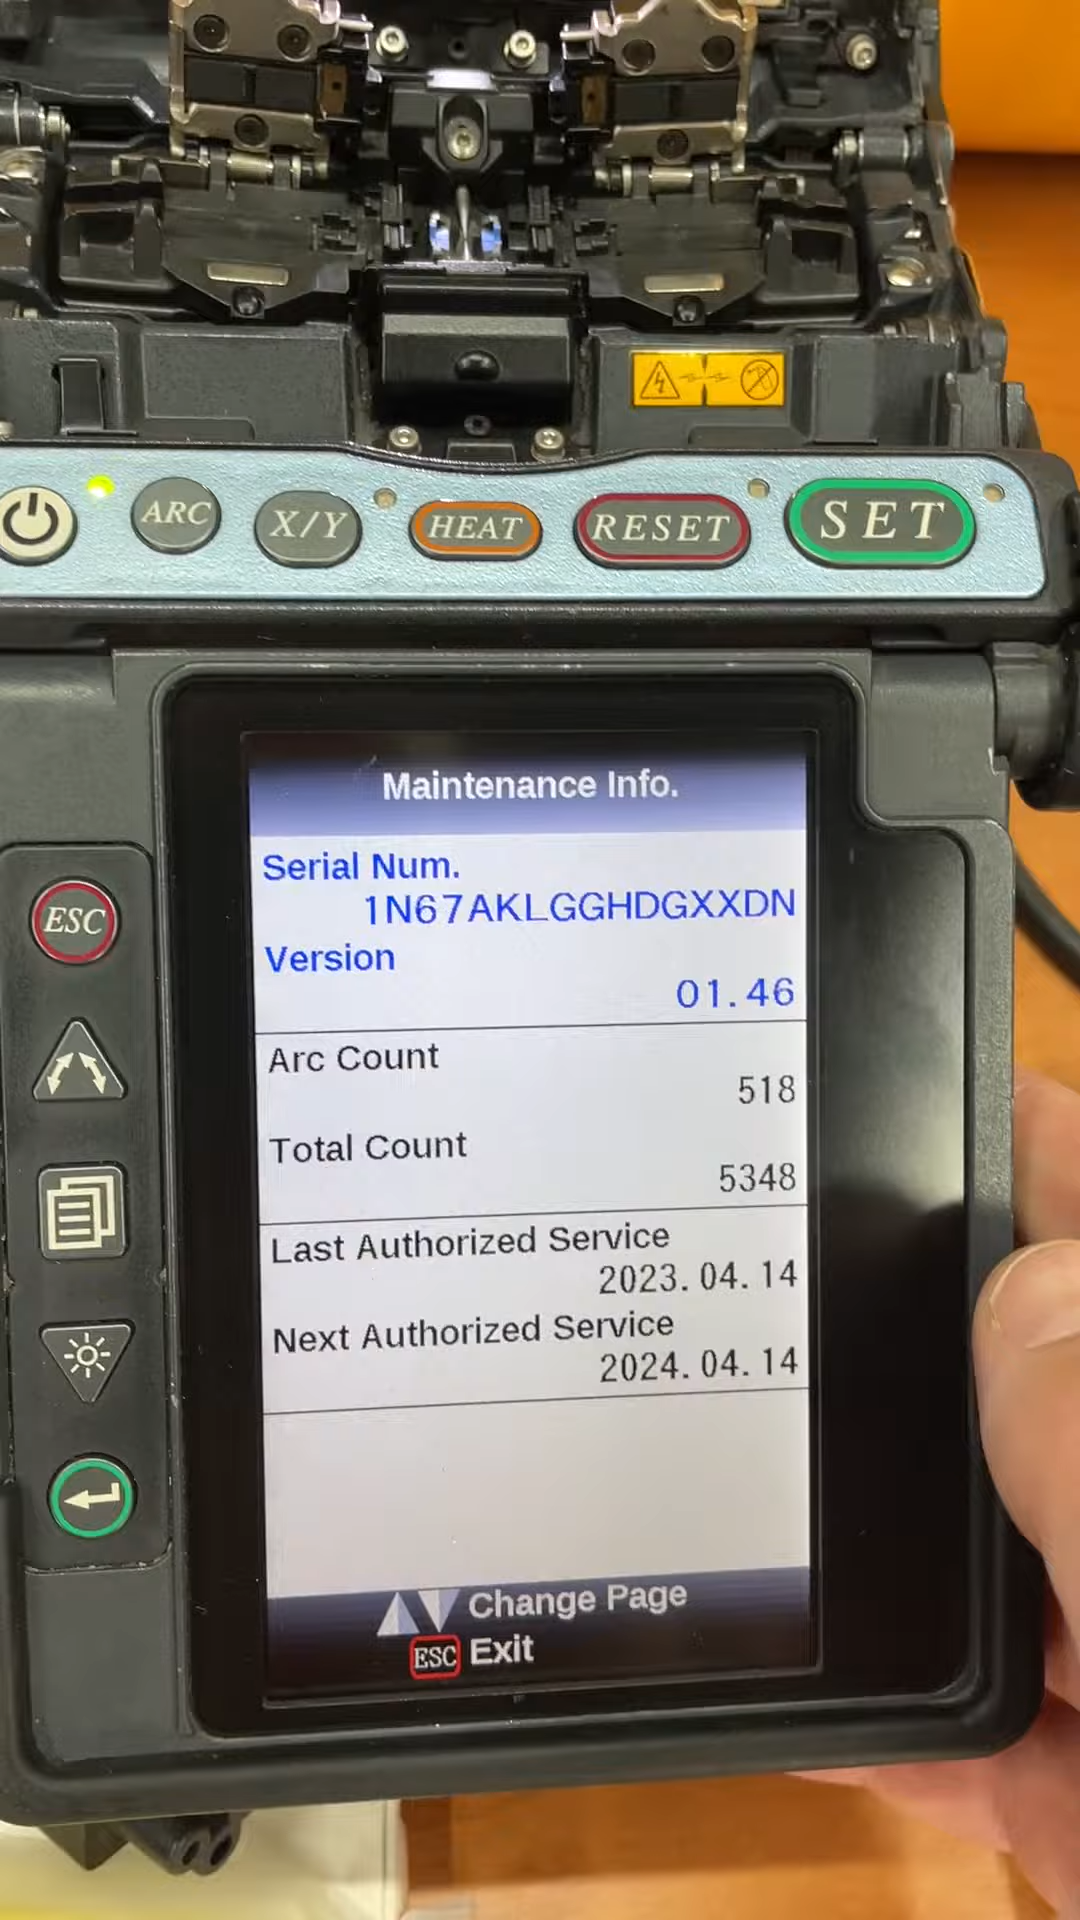 ARC
X/Y
HEAT
RESET
SET
Maintenance Info.
Serial Num.
1N67AKLGGHDGXXDN
Version
01.46
Arc Count
518
Total Count
5348
Last Authorized Service
2023.04.14
Next Authorized Service
2024.04.14
Change Page
ESC Exit
ESC